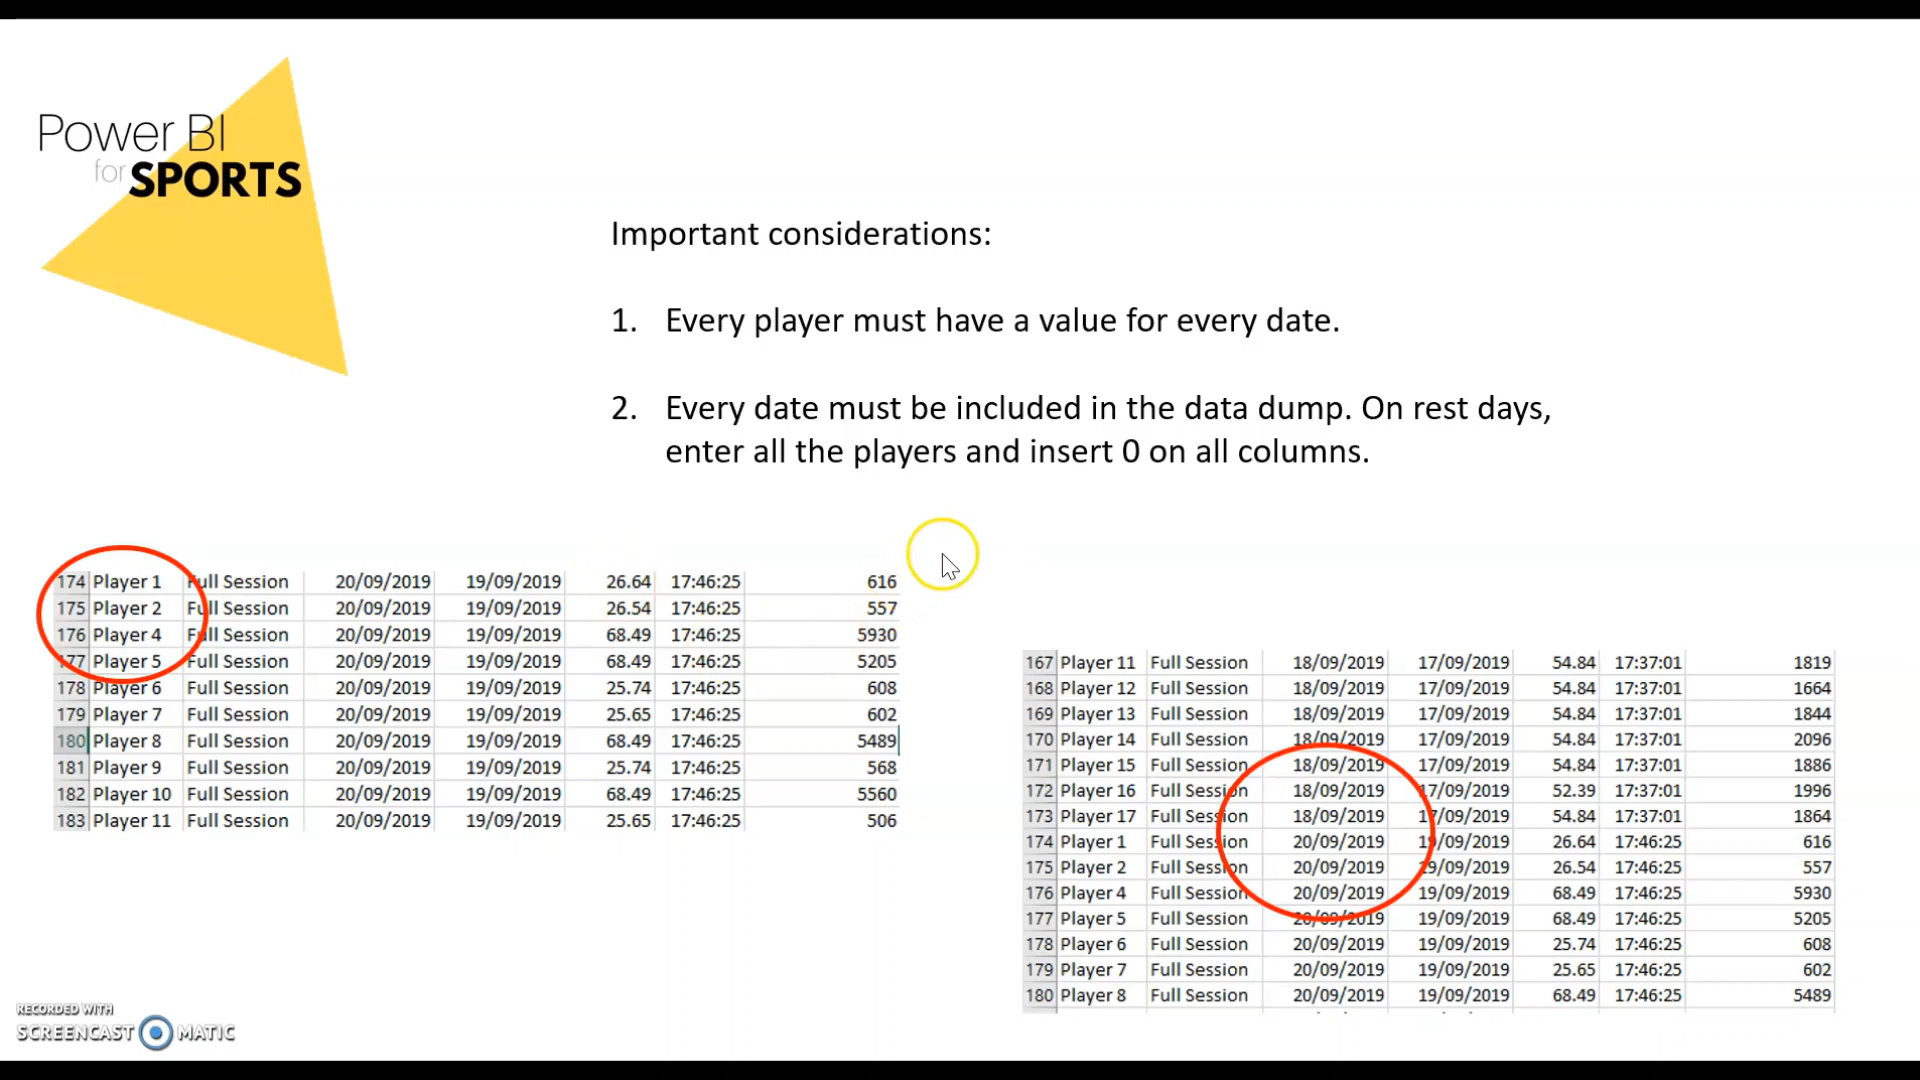 Power BI
for SPORTS
Important considerations:
1. Every player must have a value for every date.
2. Every date must be included in the data dump. On rest days,
enter all the players and insert 0 on all columns.
174 Player 1 Full Session 20/09/2019 19/09/2019 26.64 17:46:25 616
175 Player 2 Full Session 20/09/2019 19/09/2019 26.54 17:46:25 557
176 Player 4 Full Session 20/09/2019 19/09/2019 68.49 17:46:25 5930
177 Player 5 Full Session 20/09/2019 19/09/2019 68.49 17:46:25 5205
178 Player 6 Full Session 20/09/2019 19/09/2019 25.74 17:46:25 608
179 Player 7 Full Session 20/09/2019 19/09/2019 25.65 17:46:25 602
180 Player 8 Full Session 20/09/2019 19/09/2019 68.49 17:46:25 5489
181 Player 9 Full Session 20/09/2019 19/09/2019 25.74 17:46:25 568
182 Player 10 Full Session 20/09/2019 19/09/2019 68.49 17:46:25 5560
183 Player 11 Full Session 20/09/2019 19/09/2019 25.65 17:46:25 506
167 Player 11 Full Session 18/09/2019 17/09/2019 54.84 17:37:01 1819
168 Player 12 Full Session 18/09/2019 17/09/2019 54.84 17:37:01 1664
169 Player 13 Full Session 18/09/2019 17/09/2019 54.84 17:37:01 1844
170 Player 14 Full Session 18/09/2019 17/09/2019 54.84 17:37:01 2096
171 Player 15 Full Session 18/09/2019 17/09/2019 54.84 17:37:01 1886
172 Player 16 Full Session 18/09/2019 17/09/2019 52.39 17:37:01 1996
173 Player 17 Full Session 18/09/2019 17/09/2019 54.84 17:37:01 1864
174 Player 1 Full Session 20/09/2019 19/09/2019 26.64 17:46:25 616
175 Player 2 Full Session 20/09/2019 19/09/2019 26.54 17:46:25 557
176 Player 4 Full Session 20/09/2019 19/09/2019 68.49 17:46:25 5930
177 Player 5 Full Session 20/09/2019 19/09/2019 68.49 17:46:25 5205
178 Player 6 Full Session 20/09/2019 19/09/2019 25.74 17:46:25 608
179 Player 7 Full Session 20/09/2019 19/09/2019 25.65 17:46:25 602
180 Player 8 Full Session 20/09/2019 19/09/2019 68.49 17:46:25 5489
RECORDED WITH
SCREENCAST MATIC